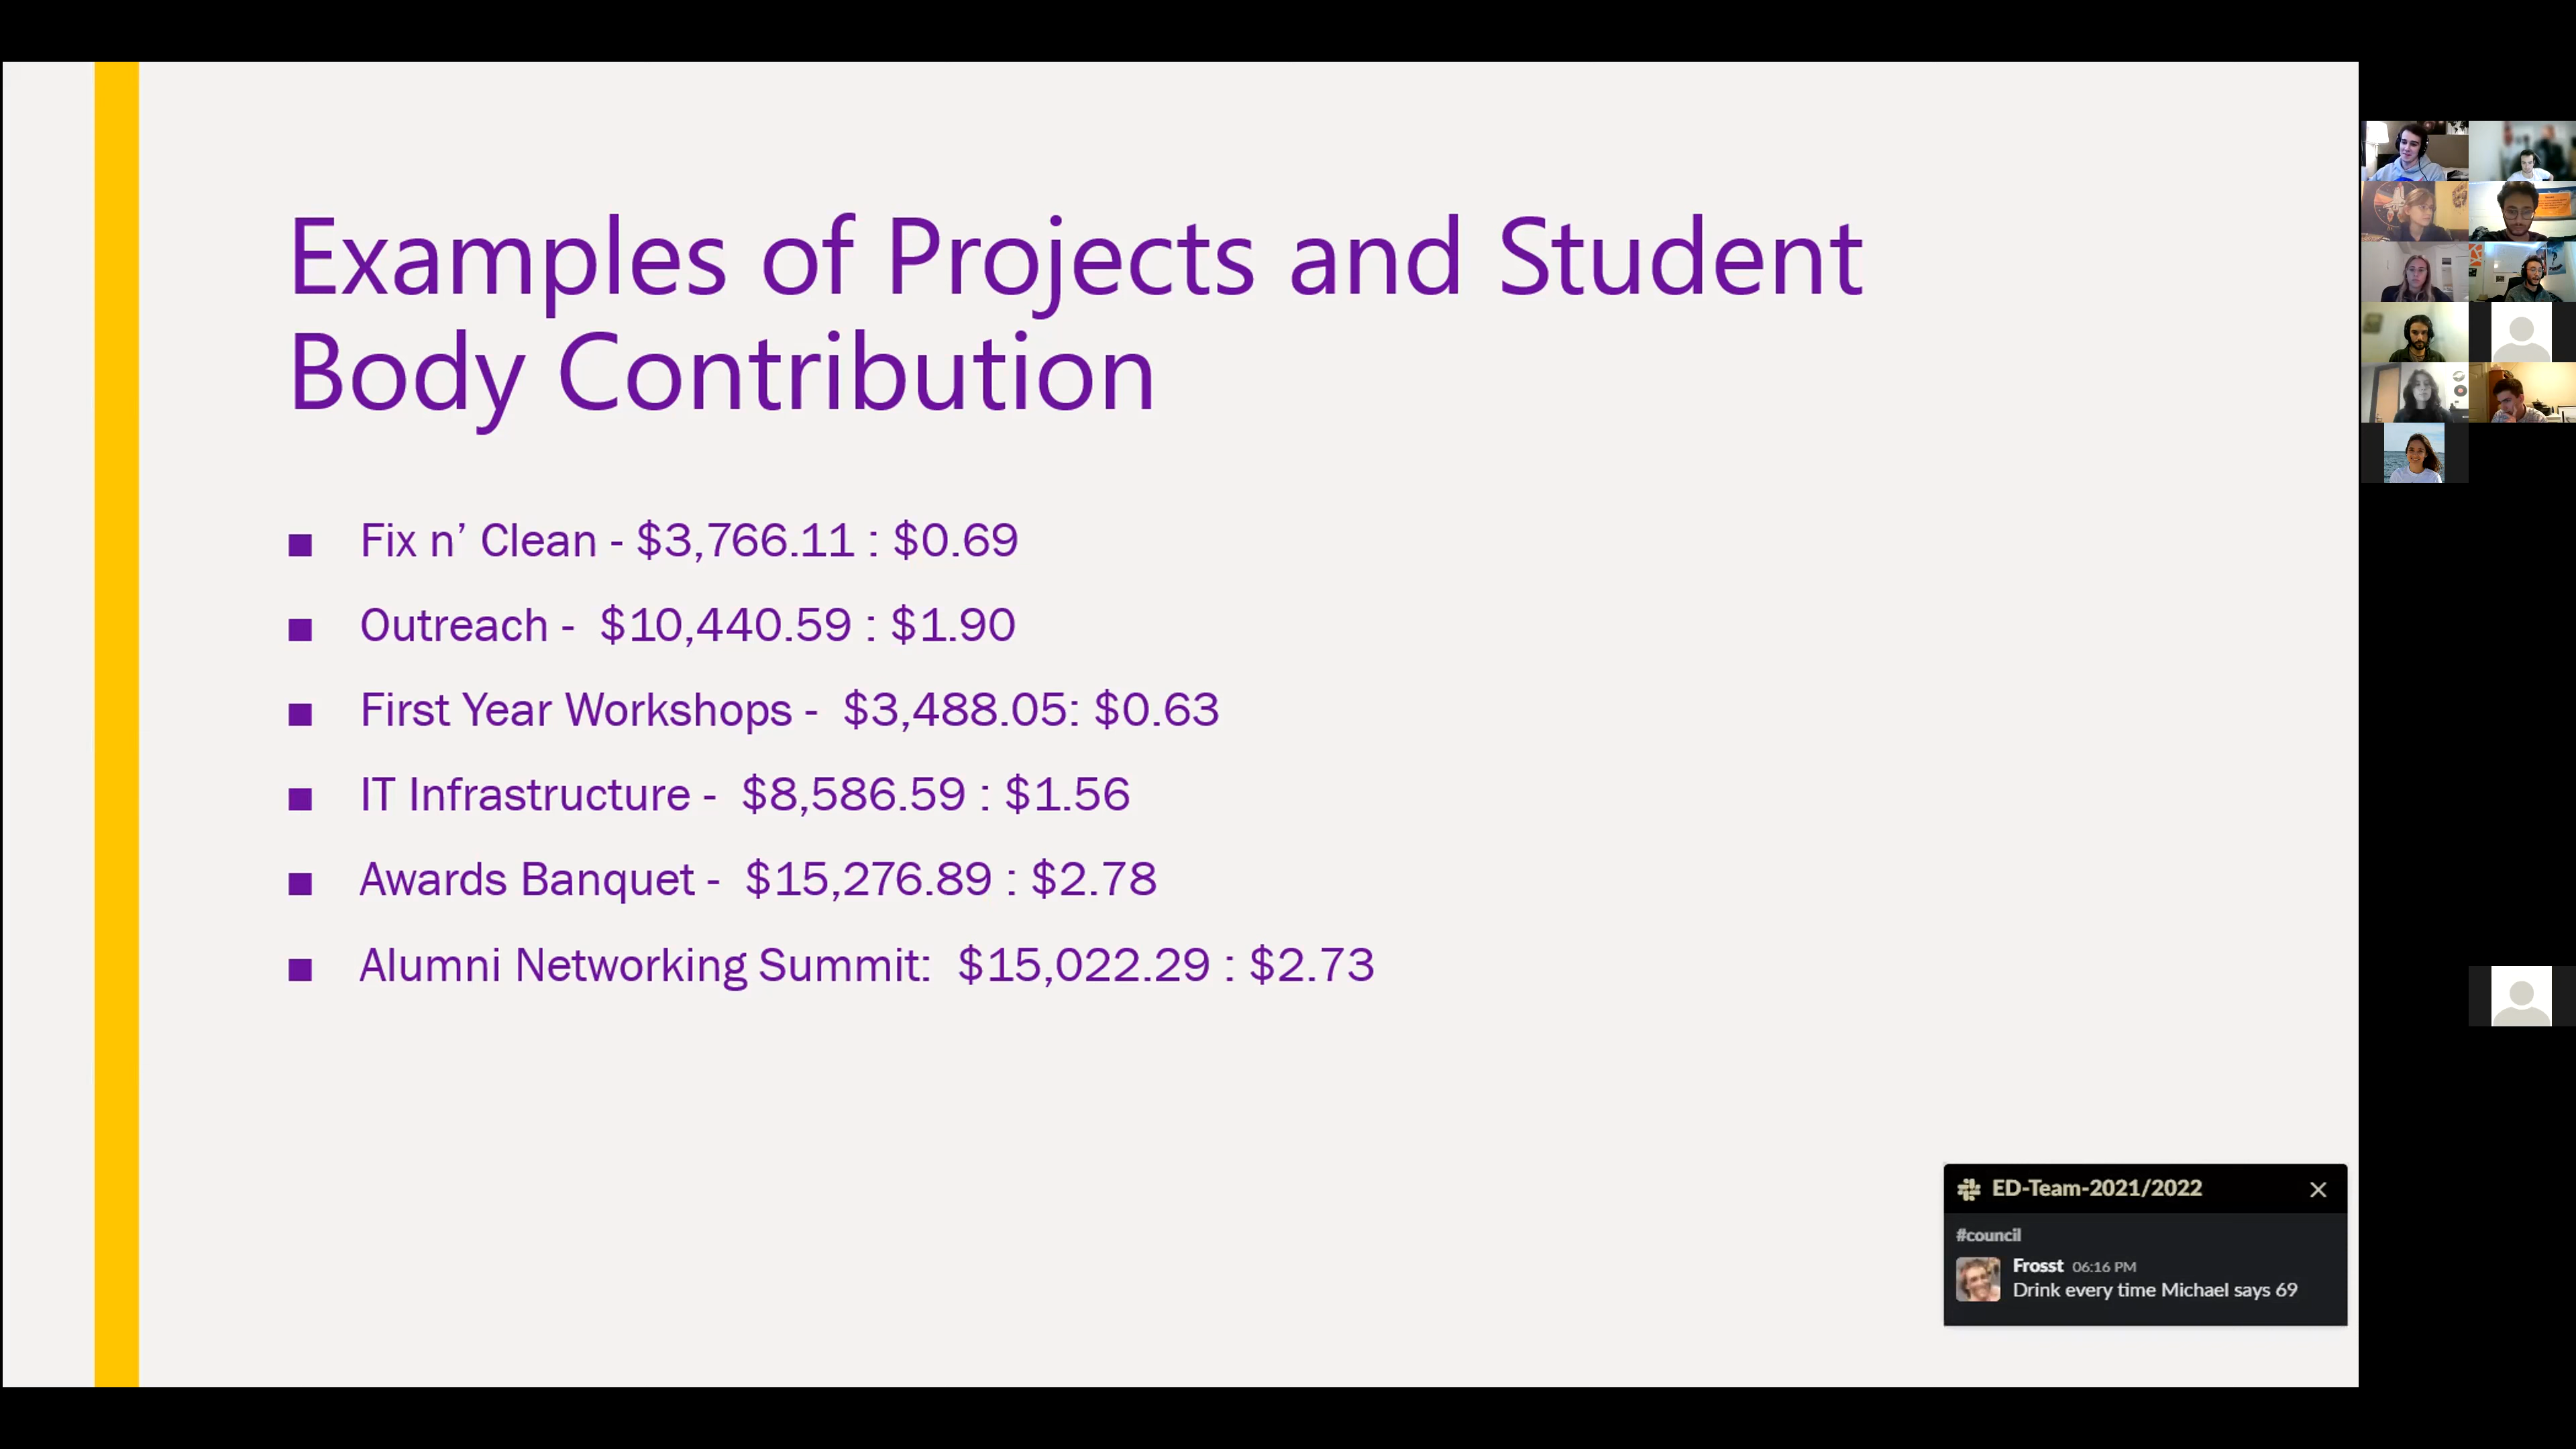 Examples of Projects and Student
Body Contribution
■ Fix n’ Clean - $3,766.11 : $0.69
■ Outreach - $10,440.59 : $1.90
■ First Year Workshops - $3,488.05: $0.63
■ IT Infrastructure - $8,586.59 : $1.56
■ Awards Banquet - $15,276.89 : $2.78
■ Alumni Networking Summit: $15,022.29 : $2.73
ED-Team-2021/2022
#council
Frosst 06:16 PM
Drink every time Michael says 69